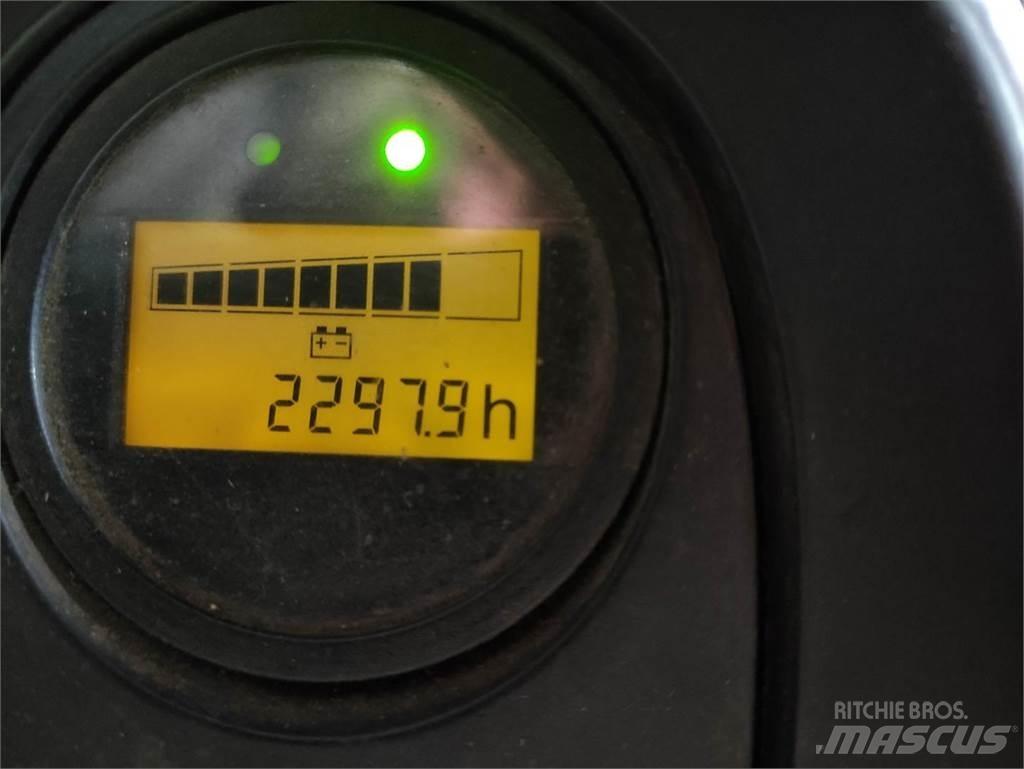 2297.9h
RITCHIE BROS.
MASCUS